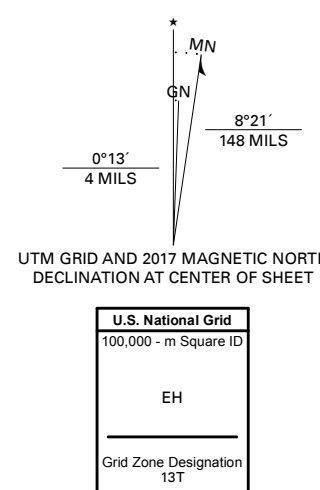 ★
MN
GN
8°21´
148 MILS
0°13´
4 MILS
UTM GRID AND 2017 MAGNETIC NORTH
DECLINATION AT CENTER OF SHEET
U.S. National Grid
100,000 - m Square ID
EH
Grid Zone Designation
13T